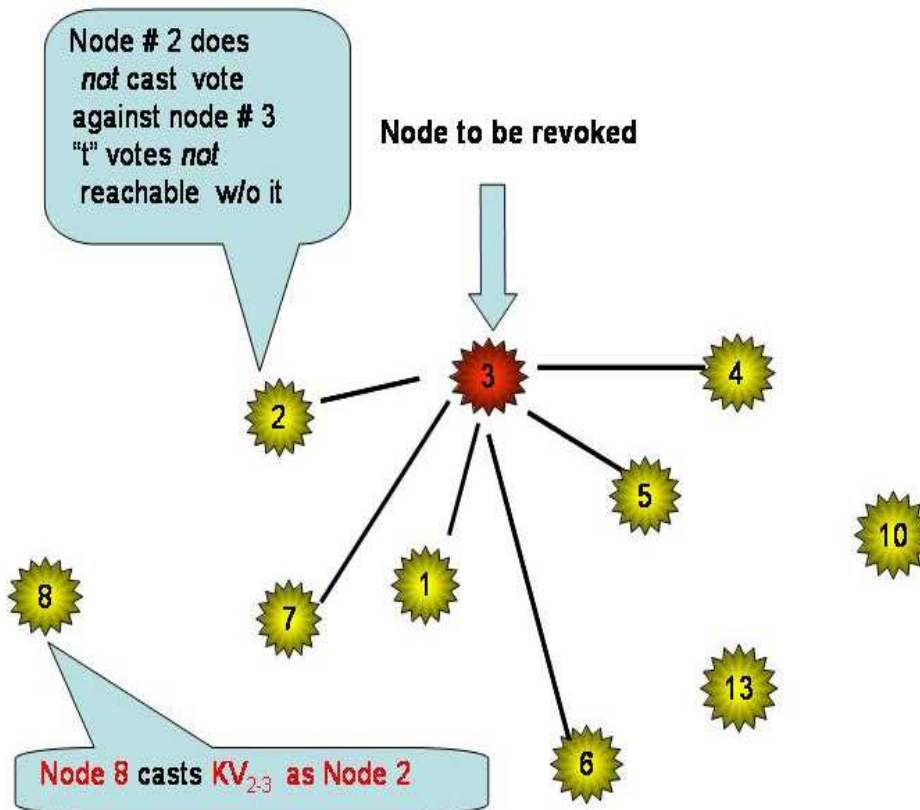 Node # 2 does
not cast vote
against node # 3
"t" votes not
reachable w/o it
Node to be revoked
3
4
2
5
10
8
7
1
13
6
Node 8 casts KV2-3 as Node 2